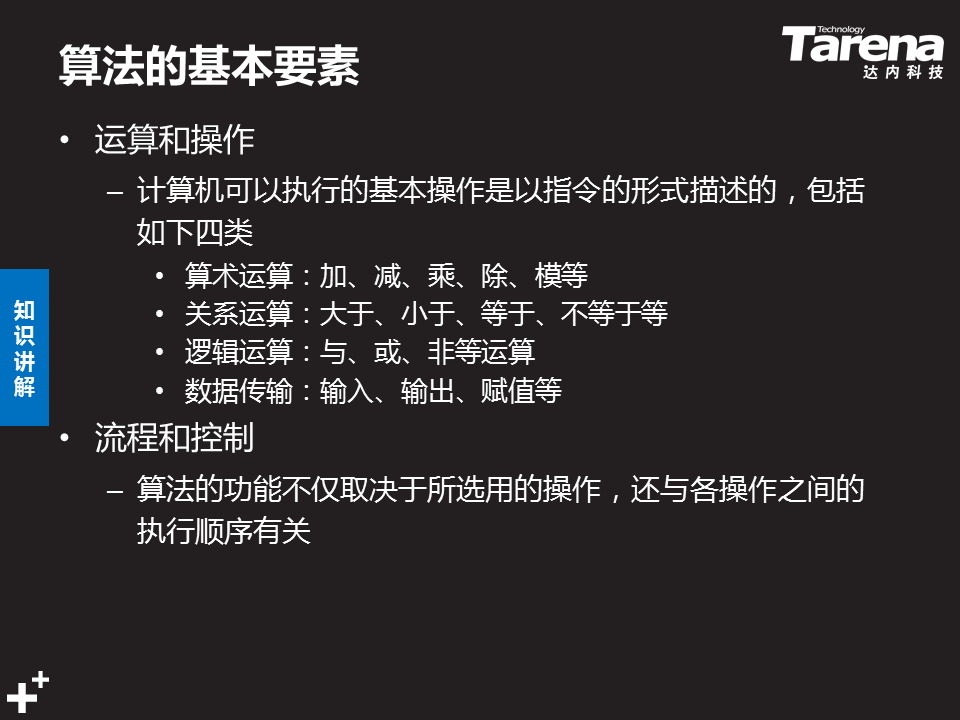 算法的基本要素
Technology
Tarena
达内科技
• 运算和操作
– 计算机可以执行的基本操作是以指令的形式描述的，包括
如下四类
• 算术运算：加、减、乘、除、模等
• 关系运算：大于、小于、等于、不等于等
• 逻辑运算：与、或、非等运算
• 数据传输：输入、输出、赋值等
• 流程和控制
– 算法的功能不仅取决于所选用的操作，还与各操作之间的
执行顺序有关
知
识
讲
解